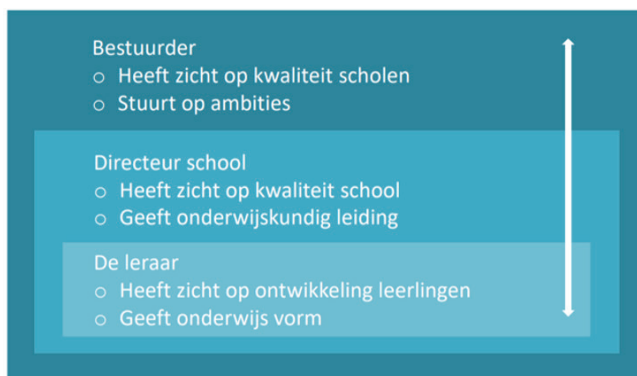 Bestuurder
o Heeft zicht op kwaliteit scholen
o Stuurt op ambities
Directeur school
o Heeft zicht op kwaliteit school
o Geeft onderwijskundig leiding
De leraar
o Heeft zicht op ontwikkeling leerlingen
o Geeft onderwijs vorm